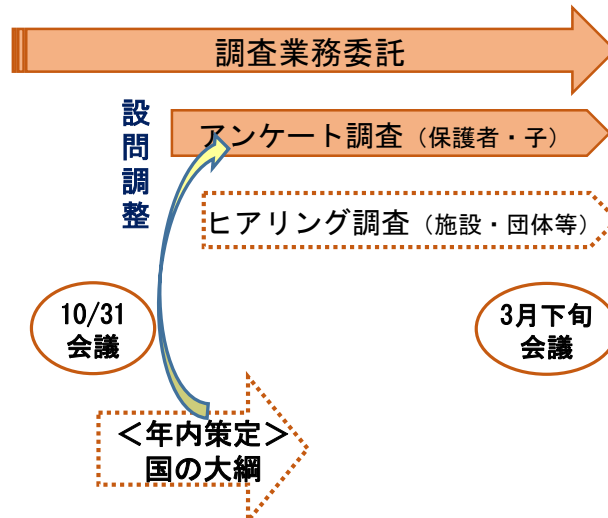 調査業務委託
設問調整
アンケート調査（保護者・子）
ヒアリング調査（施設・団体等）
10/31
会議
3月下旬
会議
＜年内策定＞
国の大綱